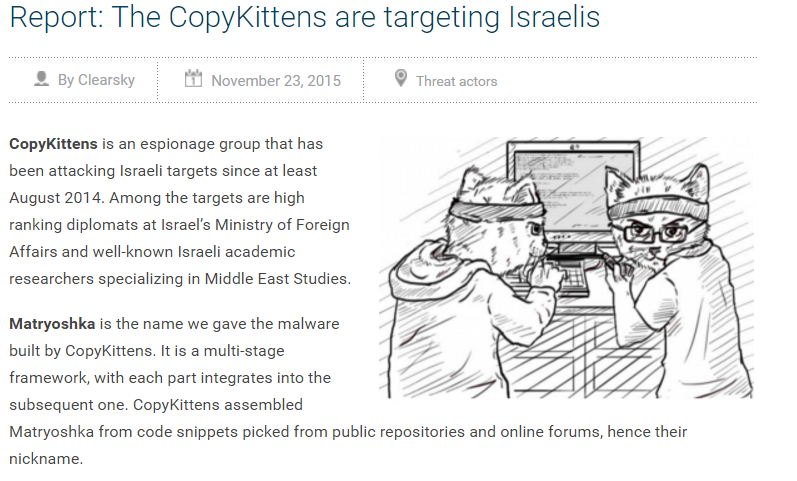 Report: The CopyKittens are targeting Israelis
By Clearsky
November 23, 2015
Threat actors
CopyKittens is an espionage group that has
been attacking Israeli targets since at least
August 2014. Among the targets are high
ranking diplomats at Israel’s Ministry of Foreign
Affairs and well-known Israeli academic
researchers specializing in Middle East Studies.
Matryoshka is the name we gave the malware
built by CopyKittens. It is a multi-stage
framework, with each part integrates into the
subsequent one. CopyKittens assembled
Matryoshka from code snippets picked from public repositories and online forums, hence their
nickname.